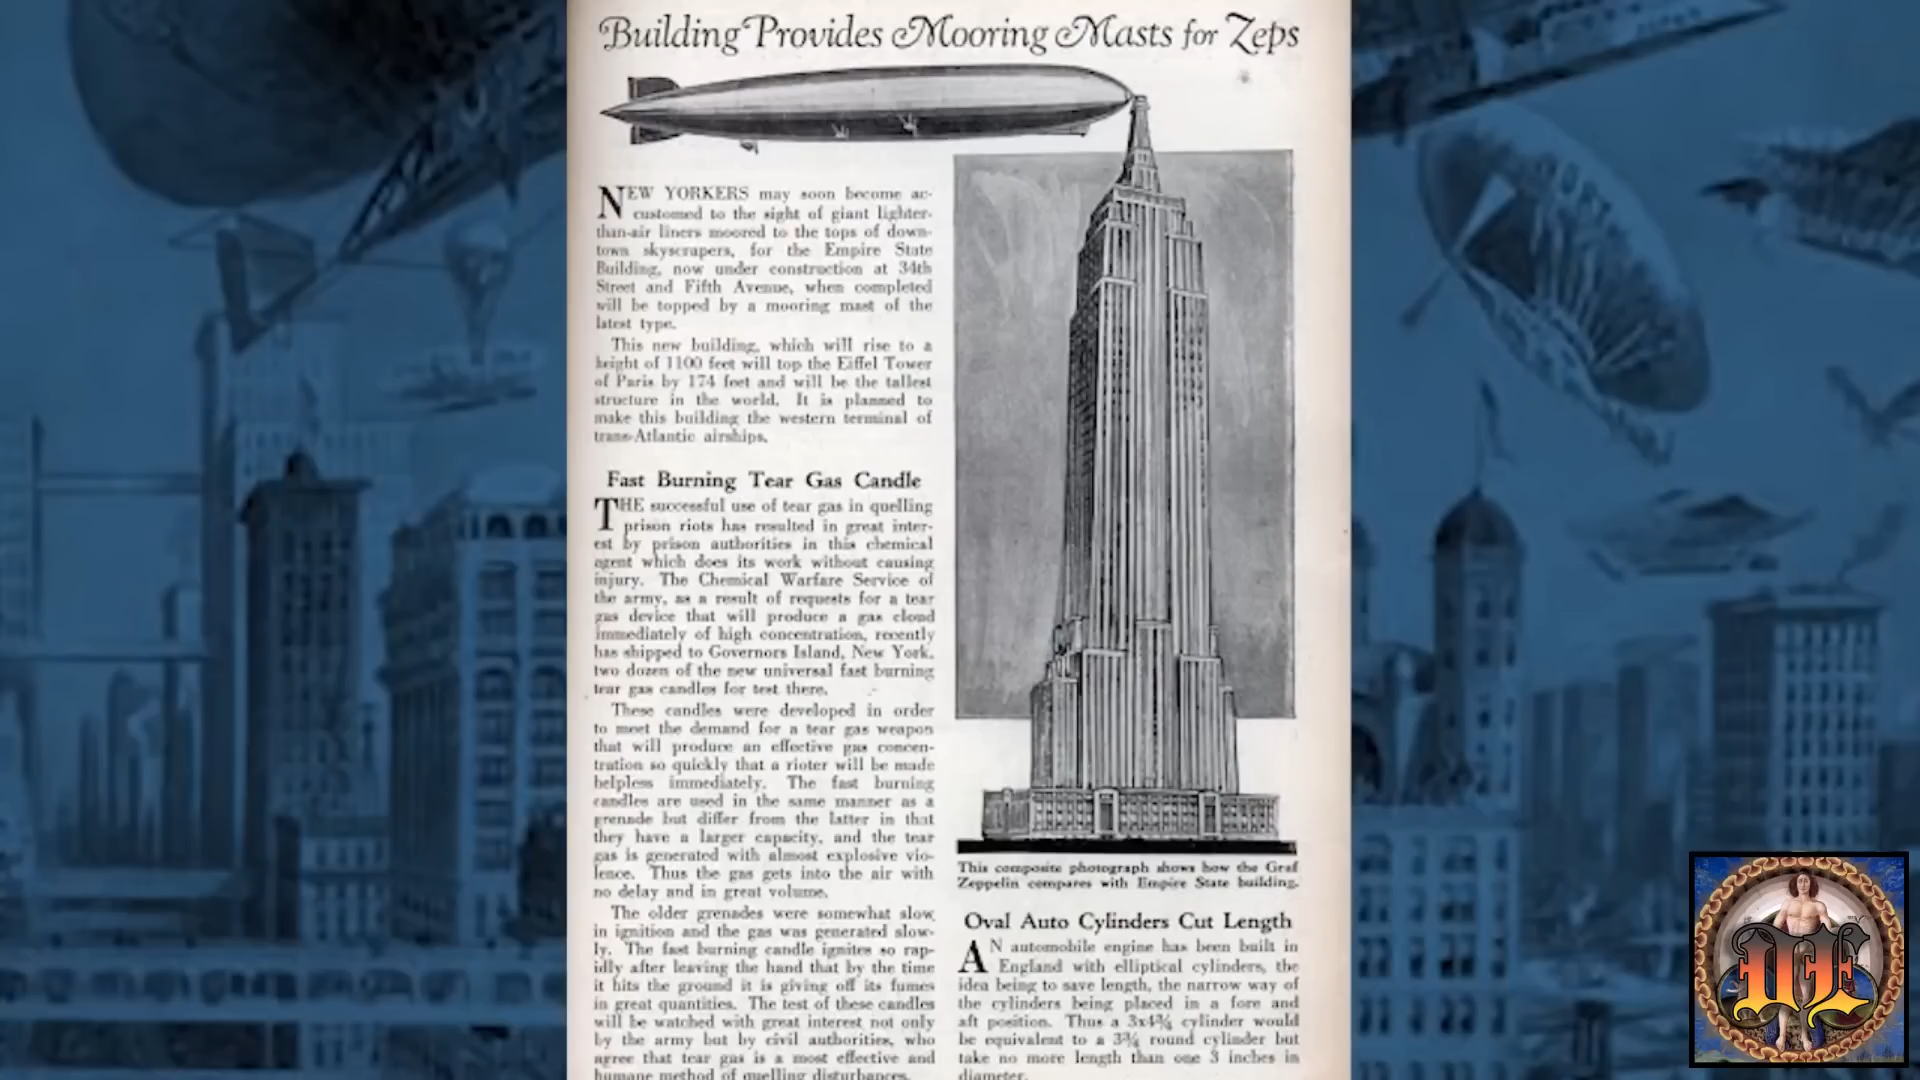 Building Provides Mooring Masts for Zeps
NEW YORKERS may soon become ac-
customed to the sight of giant lighter-
than-air liners moored to the tops of down-
town skyscrapers, for the Empire State
Building, now under construction at 34th
Street and Fifth Avenue, when completed
will be topped by a mooring mast of the
latest type.
This new building, which will rise to a
height of 1100 feet will top the Eiffel Tower
of Paris by 174 feet and will be the tallest
structure in the world. It is planned to
make this building the western terminal of
trans-Atlantic airships.
Fast Burning Tear Gas Candle
THE successful use of tear gas in quelling
prison riots has resulted in great inter-
est by prison authorities in this chemical
agent which does its work without causing
injury. The Chemical Warfare Service of
the army, as a result of requests for a tear
gas device that will produce a gas cloud
immediately of high concentration, recently
has shipped to Governors Island, New York,
two dozen of the new universal fast burning
tear gas candles for test there.
These candles were developed in order
to meet the demand for a tear gas weapon
that will produce an effective gas concen-
tration so quickly that a rioter will be made
helpless immediately. The fast burning
candles are used in the same manner as a
grenade but differ from the latter in that
they have a larger capacity, and the tear
gas is generated with almost explosive vio-
lence. Thus the gas gets into the air with
no delay and in great volume.
The older grenades were somewhat slow
in ignition and the gas was generated slow-
ly. The fast burning candle ignites so rap-
idly after leaving the hand that by the time
it hits the ground it is giving off its fumes
in great quantities. The test of these candles
will be watched with great interest not only
by the army but by civil authorities, who
agree that tear gas is a most effective and
humane method of quelling disturbances.
This composite photograph shows how the Graf
Zeppelin compares with Empire State building.
Oval Auto Cylinders Cut Length
AN automobile engine has been built in
England with elliptical cylinders, the
idea being to save length, the narrow way of
the cylinders being placed in a fore and
aft position. Thus a 3x4¾ cylinder would
be equivalent to a 3¾ round cylinder but
take no more length than one 3 inches in
diameter.